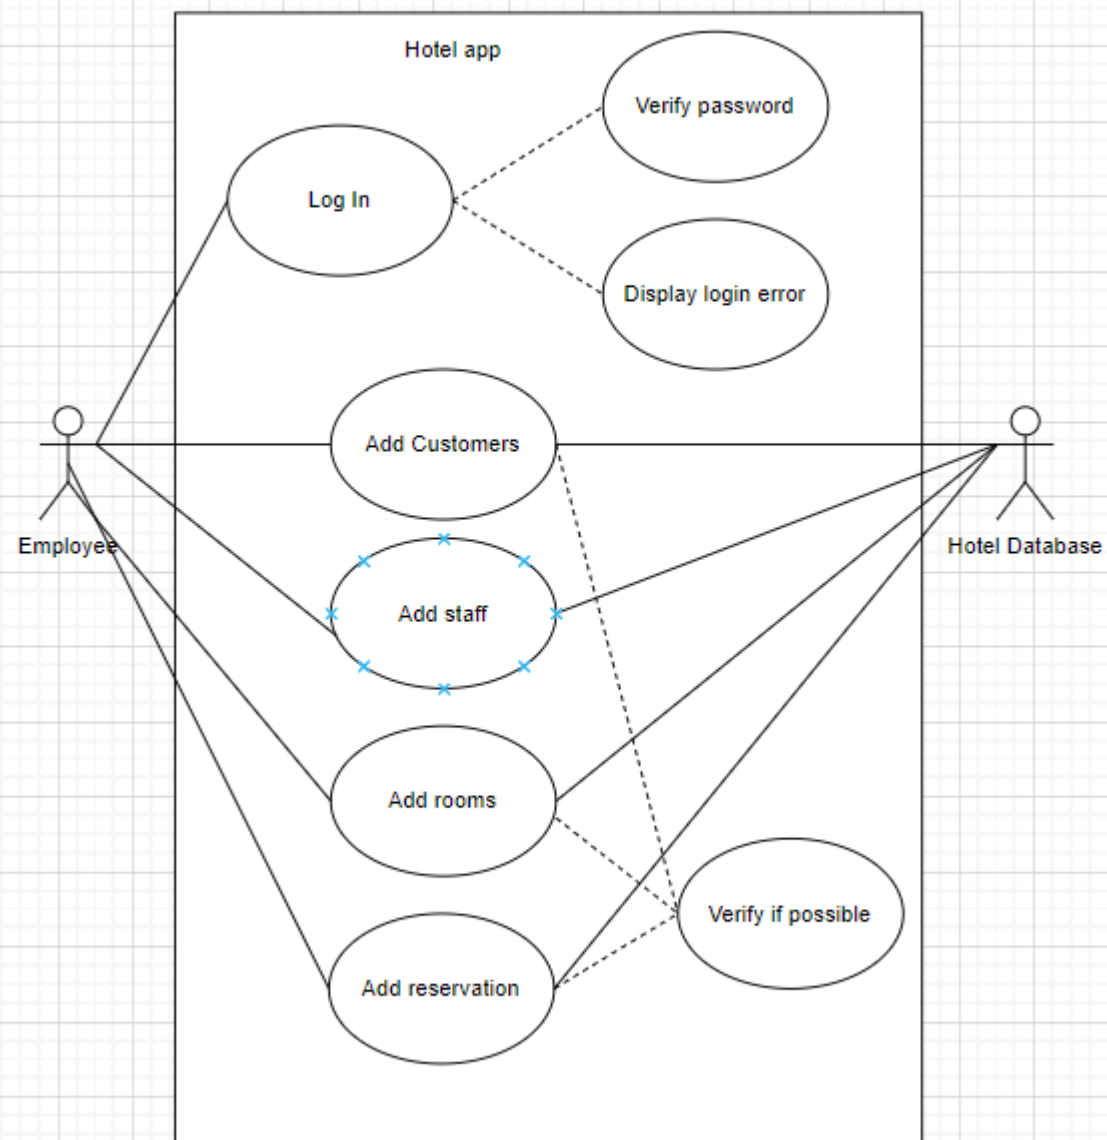 Hotel app
Verify password
Log In
Display login error
Add Customers
Employee
Hotel Database
Add staff
Add rooms
Verify if possible
Add reservation